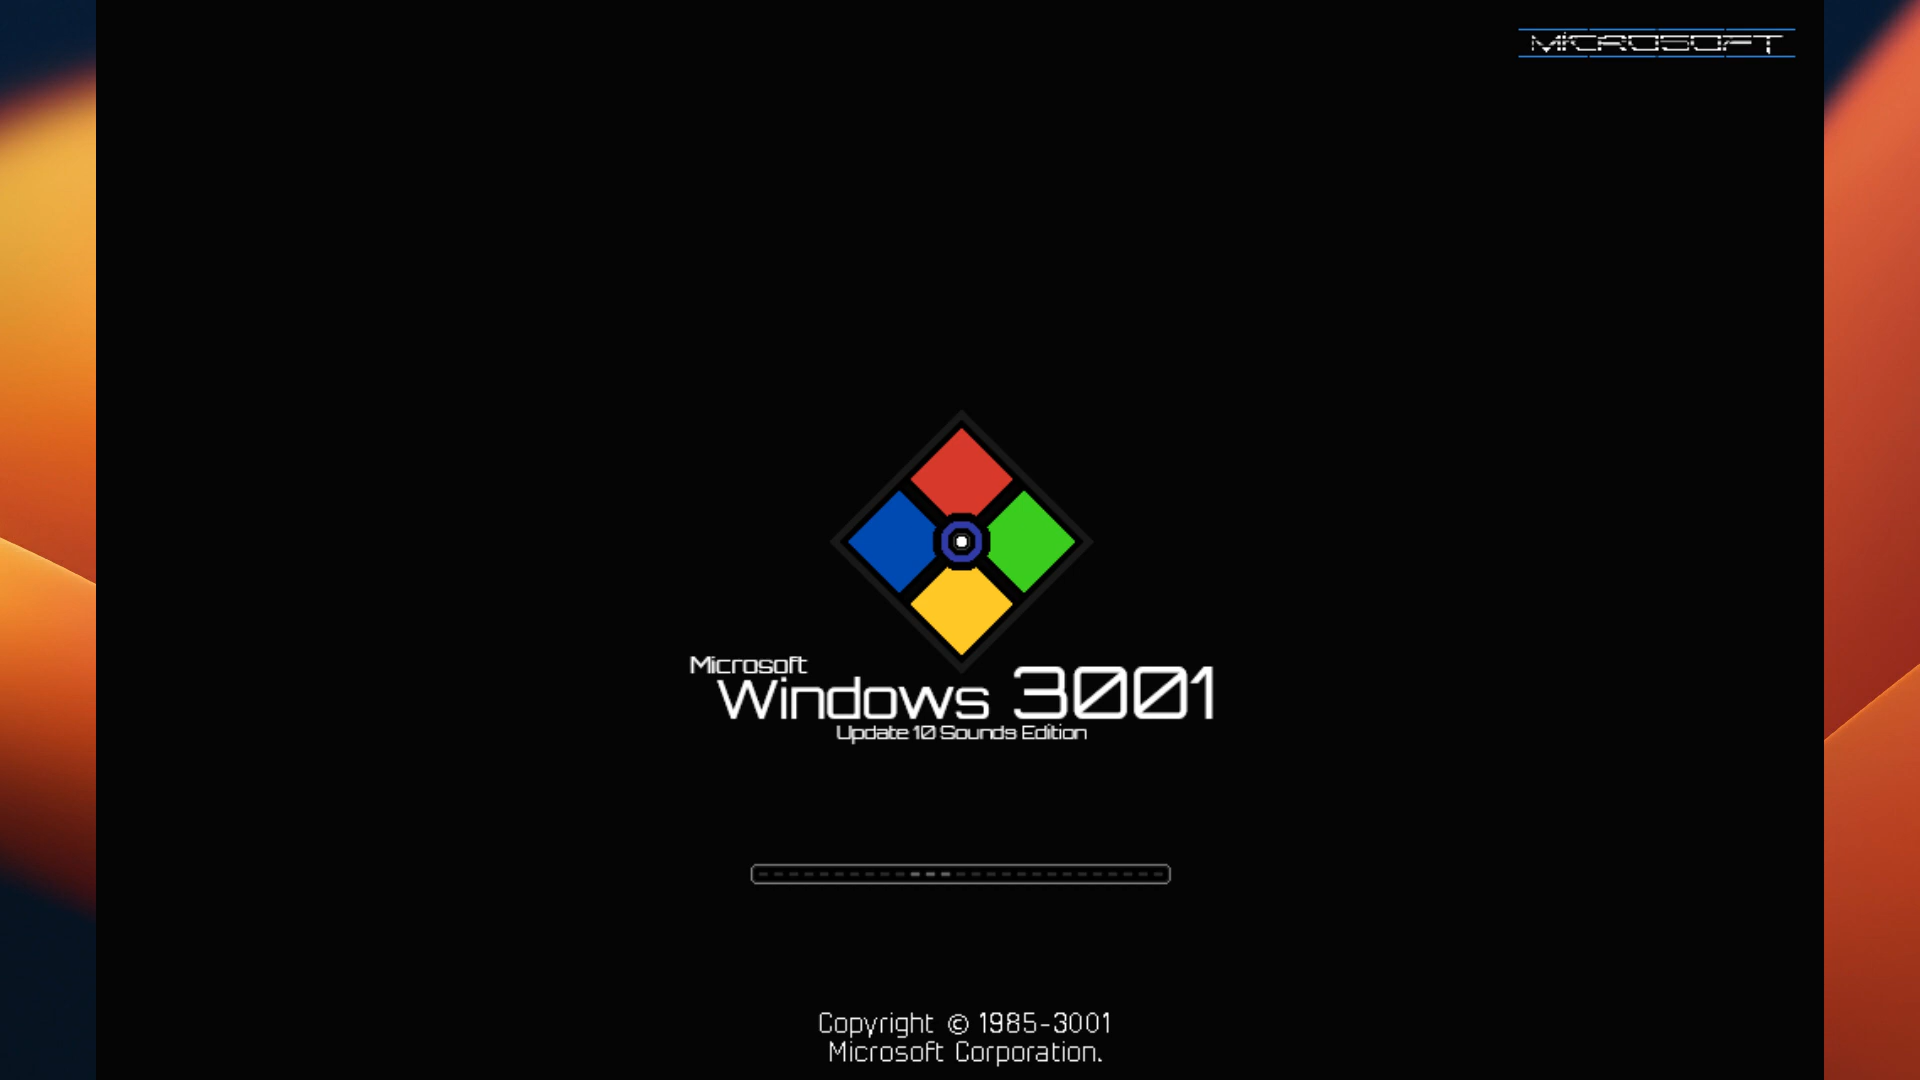 MICROSOFT
Microsoft
Windows 3001
Update 10 Sounds Edition
Copyright © 1985-3001
Microsoft Corporation.